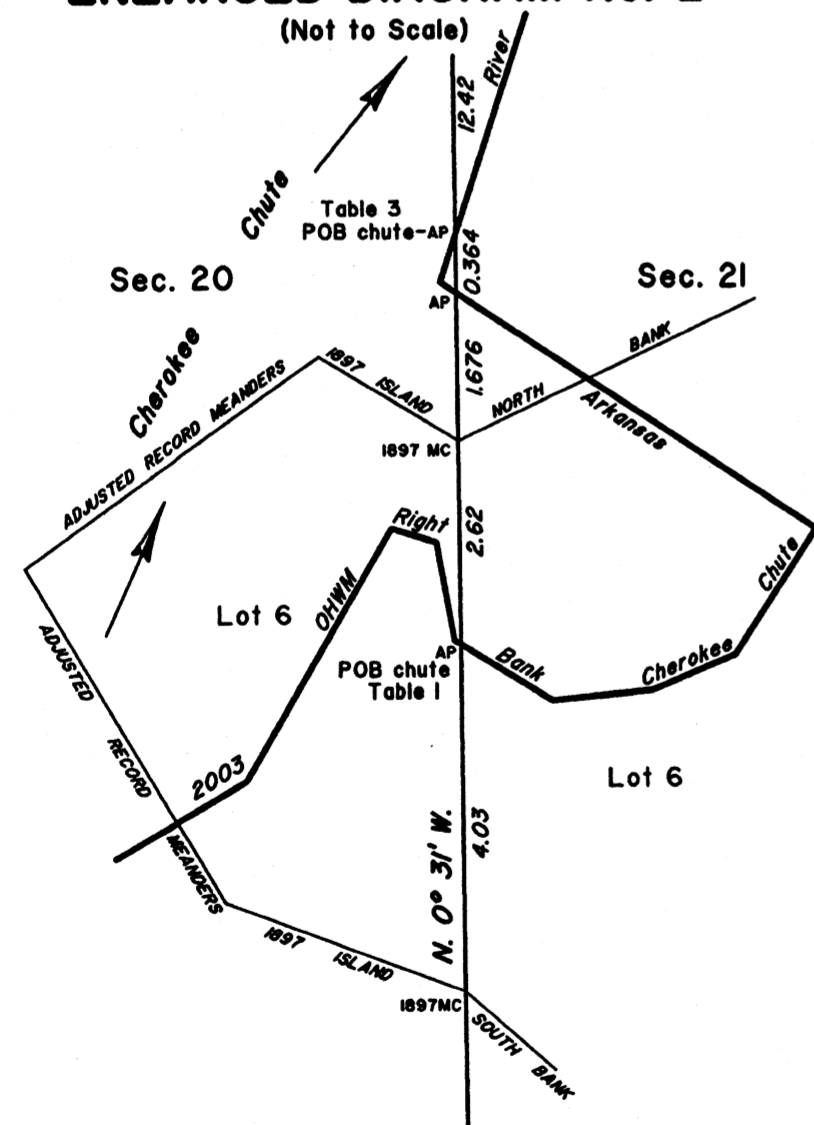 (Not to Scale)
River
12.42
Chute
Table 3
POB chute-AP
0.364
Sec. 20
Sec. 21
AP
BANK
1.676
1897 ISLAND
NORTH
Cherokee
ADJUSTED RECORD MEANDERS
Arkansas
1897 MC
Right
2.62
Chute
OHWM
Lot 6
AP
Bank
Cherokee
POB chute
Table 1
ADJUSTED
RECORD
MEANDERS
2003
Lot 6
N. 0° 31' W.
4.03
1897
ISLAND
1897MC
SOUTH BANK